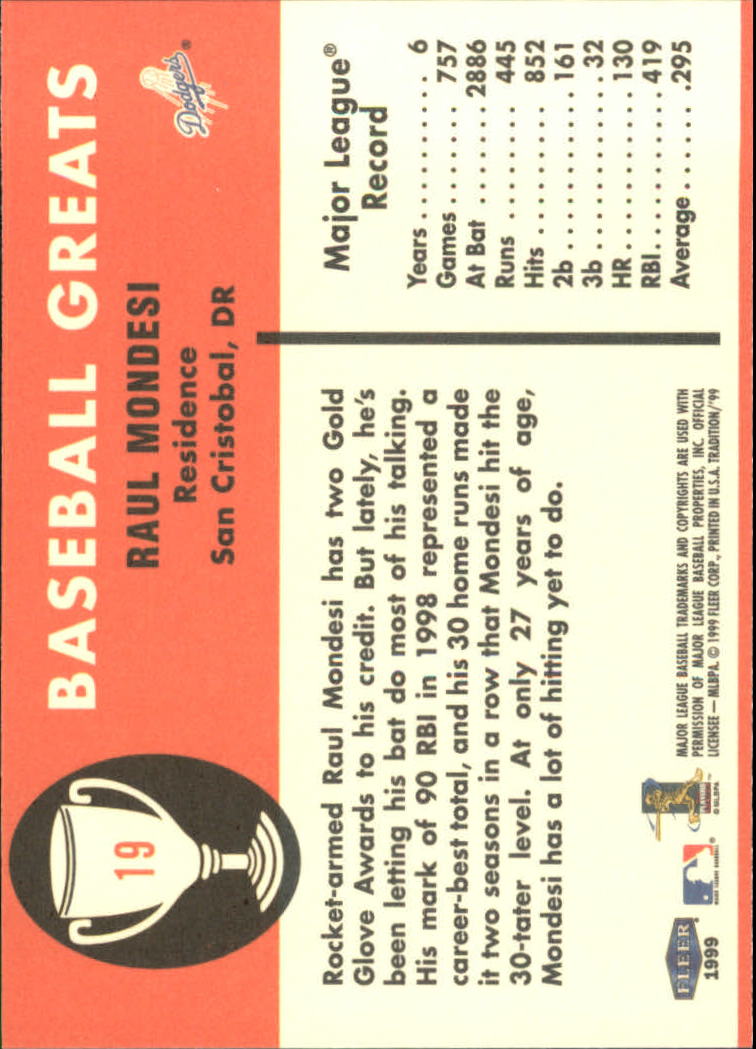 19
BASEBALL GREATS
RAUL MONDESI
Residence
San Cristobal, DR
Dodgers ®
Rocket-armed Raul Mondesi has two Gold
Glove Awards to his credit. But lately, he's
been letting his bat do most of his talking.
His mark of 90 RBI in 1998 represented a
career-best total, and his 30 home runs made
it two seasons in a row that Mondesi hit the
30-tater level. At only 27 years of age,
Mondesi has a lot of hitting yet to do.
Major League®
Record
Years . . . . . . . . . . 6
Games . . . . . . . 757
At Bat . . . . . . . 2886
Runs . . . . . . . . 445
Hits . . . . . . . . . 852
2b . . . . . . . . . . 161
3b . . . . . . . . . . . 32
HR . . . . . . . . . . 130
RBI . . . . . . . . . 419
Average . . . . . . .295
FLEER
1999
MAJOR LEAGUE BASEBALL
PLAYERS
© MLBPA
MAJOR LEAGUE BASEBALL TRADEMARKS AND COPYRIGHTS ARE USED WITH
PERMISSION OF MAJOR LEAGUE BASEBALL PROPERTIES, INC. OFFICIAL
LICENSEE — MLBPA. © 1999 FLEER CORP., PRINTED IN U.S.A. TRADITION/'99